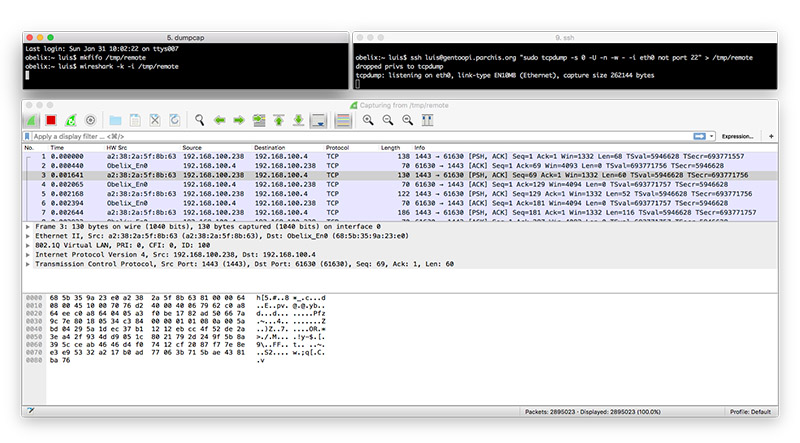 5. dumpcap
Last login: Sun Jan 31 10:02:22 on ttys007
obelix:~ luis$ mkfifo /tmp/remote
obelix:~ luis$ wireshark -k -i /tmp/remote
9. ssh
obelix:~ luis$ ssh luis@gentoopi.parchis.org "sudo tcpdump -s 0 -U -n -w - -i eth0 not port 22" > /tmp/remote
dropped privs to tcpdump
tcpdump: listening on eth0, link-type EN10MB (Ethernet), capture size 262144 bytes
Capturing from /tmp/remote
Apply a display filter ... <⌘/>
Expression... +
No. Time HW Src Source Destination Protocol Length Info
1 0.000000 a2:38:2a:5f:8b:63 192.168.100.238 192.168.100.4 TCP 138 1443 → 61630 [PSH, ACK] Seq=1 Ack=1 Win=1332 Len=68 TSval=5946628 TSecr=693771557
2 0.000440 Obelix_En0 192.168.100.4 192.168.100.238 TCP 70 61630 → 1443 [ACK] Seq=1 Ack=69 Win=4093 Len=0 TSval=693771756 TSecr=5946628
3 0.001641 a2:38:2a:5f:8b:63 192.168.100.238 192.168.100.4 TCP 130 1443 → 61630 [PSH, ACK] Seq=69 Ack=1 Win=1332 Len=60 TSval=5946628 TSecr=693771756
4 0.002065 Obelix_En0 192.168.100.4 192.168.100.238 TCP 70 61630 → 1443 [ACK] Seq=1 Ack=129 Win=4094 Len=0 TSval=693771757 TSecr=5946628
5 0.002168 a2:38:2a:5f:8b:63 192.168.100.238 192.168.100.4 TCP 122 1443 → 61630 [PSH, ACK] Seq=129 Ack=1 Win=1332 Len=52 TSval=5946628 TSecr=693771756
6 0.002593 Obelix_En0 192.168.100.4 192.168.100.238 TCP 70 61630 → 1443 [ACK] Seq=1 Ack=181 Win=4094 Len=0 TSval=693771757 TSecr=5946628
7 0.002644 a2:38:2a:5f:8b:63 192.168.100.238 192.168.100.4 TCP 186 1443 → 61630 [PSH, ACK] Seq=181 Ack=1 Win=1332 Len=116 TSval=5946628 TSecr=693771757
Frame 3: 130 bytes on wire (1040 bits), 130 bytes captured (1040 bits) on interface 0
Ethernet II, Src: a2:38:2a:5f:8b:63 (a2:38:2a:5f:8b:63), Dst: Obelix_En0 (68:5b:35:9a:23:e0)
802.1Q Virtual LAN, PRI: 0, CFI: 0, ID: 100
Internet Protocol Version 4, Src: 192.168.100.238, Dst: 192.168.100.4
Transmission Control Protocol, Src Port: 1443 (1443), Dst Port: 61630 (61630), Seq: 69, Ack: 1, Len: 60
0000 68 5b 35 9a 23 e0 a2 38 2a 5f 8b 63 81 00 00 64 h[5.#..8 *_.c...d
0010 08 00 45 10 00 70 76 d2 40 00 40 06 79 62 c0 a8 ..E..pv. @.@.yb..
0020 64 ee c0 a8 64 04 05 a3 f0 be 17 82 ad 50 66 7a d...d... .....Pfz
0030 9c 7e 80 18 05 34 c3 84 00 00 01 01 08 0a 00 5a .~...4.. .......Z
0040 bd 04 29 5a 1d ec 37 b1 12 12 eb cc 4f 52 de 2a ..)Z..7. ....OR.*
0050 3e a4 2f 93 4d d9 05 1c 80 21 79 2d 24 9f 5b 8a >./.M... .!y-$.[.
0060 39 5c ce ab 46 46 d4 f0 74 12 cf 20 87 f7 7e 8e 9\..FF.. t.. ..~.
0070 e3 e9 53 32 a2 17 b0 ad 77 06 3b 71 5b ae 43 81 ..S2.... w.;q[.C.
0080 ba 76 .v
Packets: 2895023 · Displayed: 2895023 (100.0%)
Profile: Default